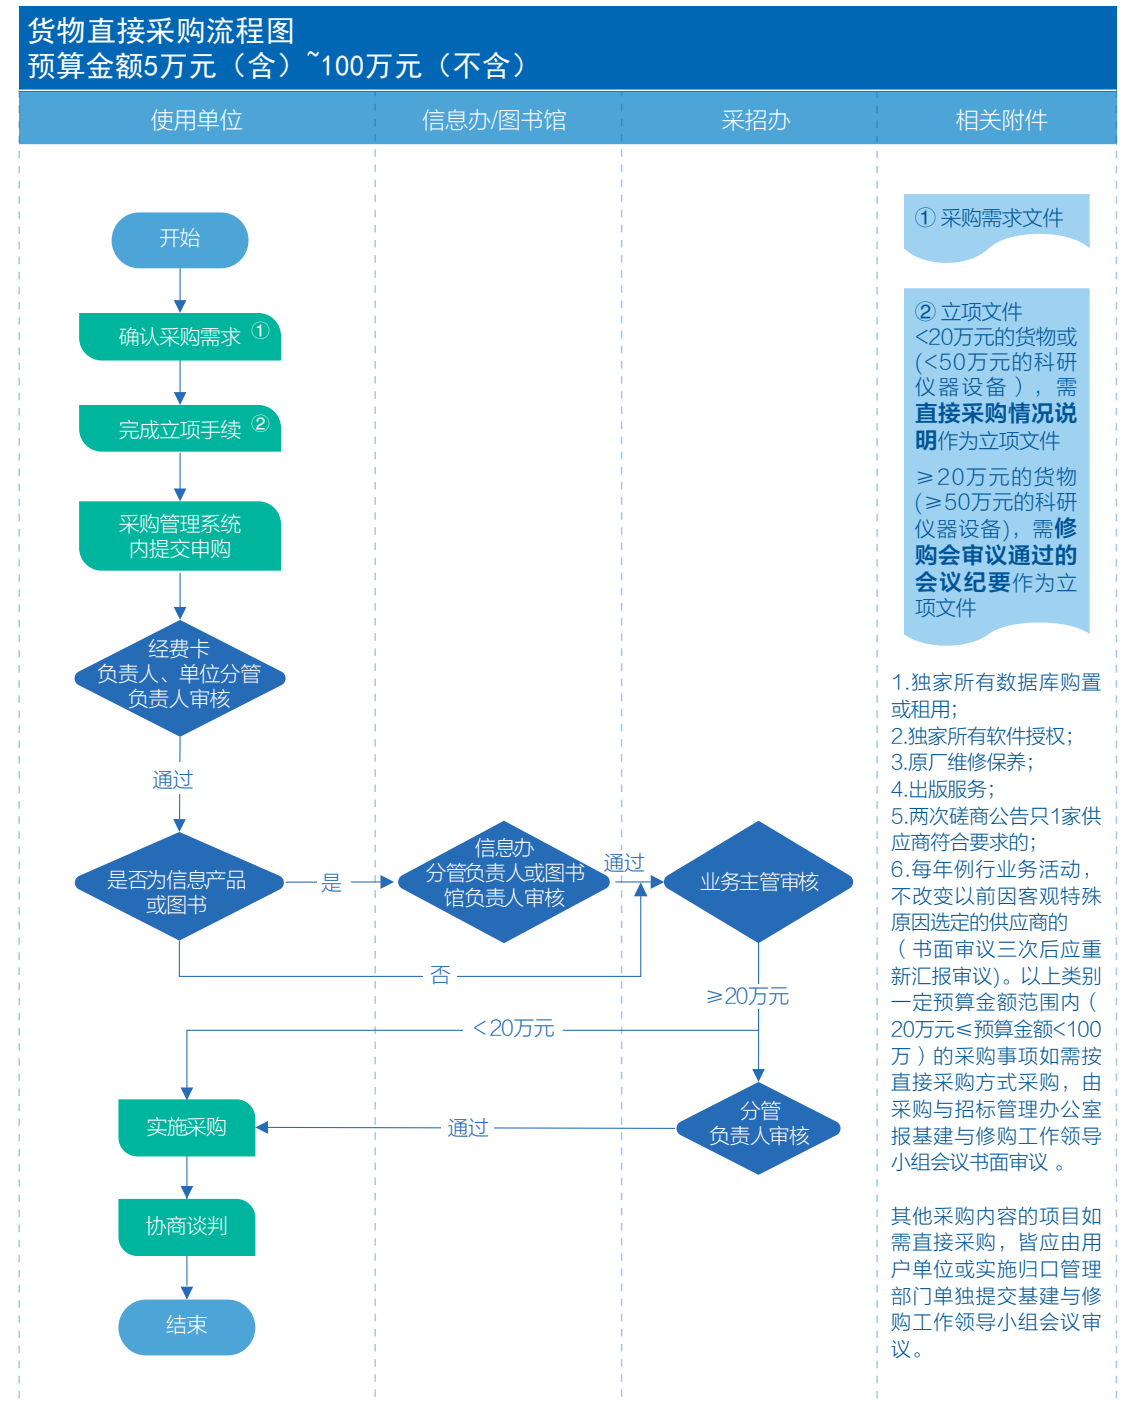 货物直接采购流程图
预算金额5万元（含）~100万元（不含）
使用单位
信息办/图书馆
采招办
相关附件
开始
确认采购需求 ①
完成立项手续 ②
采购管理系统
内提交申购
经费卡
负责人、单位分管
负责人审核
通过
是否为信息产品
或图书
是
否
信息办
分管负责人或图书
馆负责人审核
通过
业务主管审核
≥20万元
<20万元
分管
负责人审核
通过
实施采购
协商谈判
结束
① 采购需求文件
② 立项文件
<20万元的货物或
(<50万元的科研
仪器设备），需
直接采购情况说
明作为立项文件
≥20万元的货物
(≥50万元的科研
仪器设备)，需修
购会审议通过的
会议纪要作为立
项文件
1.独家所有数据库购置
或租用；
2.独家所有软件授权；
3.原厂维修保养；
4.出版服务；
5.两次磋商公告只1家供
应商符合要求的；
6.每年例行业务活动，
不改变以前因客观特殊
原因选定的供应商的
（书面审议三次后应重
新汇报审议)。以上类别
一定预算金额范围内（
20万元≤预算金额<100
万）的采购事项如需按
直接采购方式采购，由
采购与招标管理办公室
报基建与修购工作领导
小组会议书面审议 。
其他采购内容的项目如
需直接采购，皆应由用
户单位或实施归口管理
部门单独提交基建与修
购工作领导小组会议审
议。